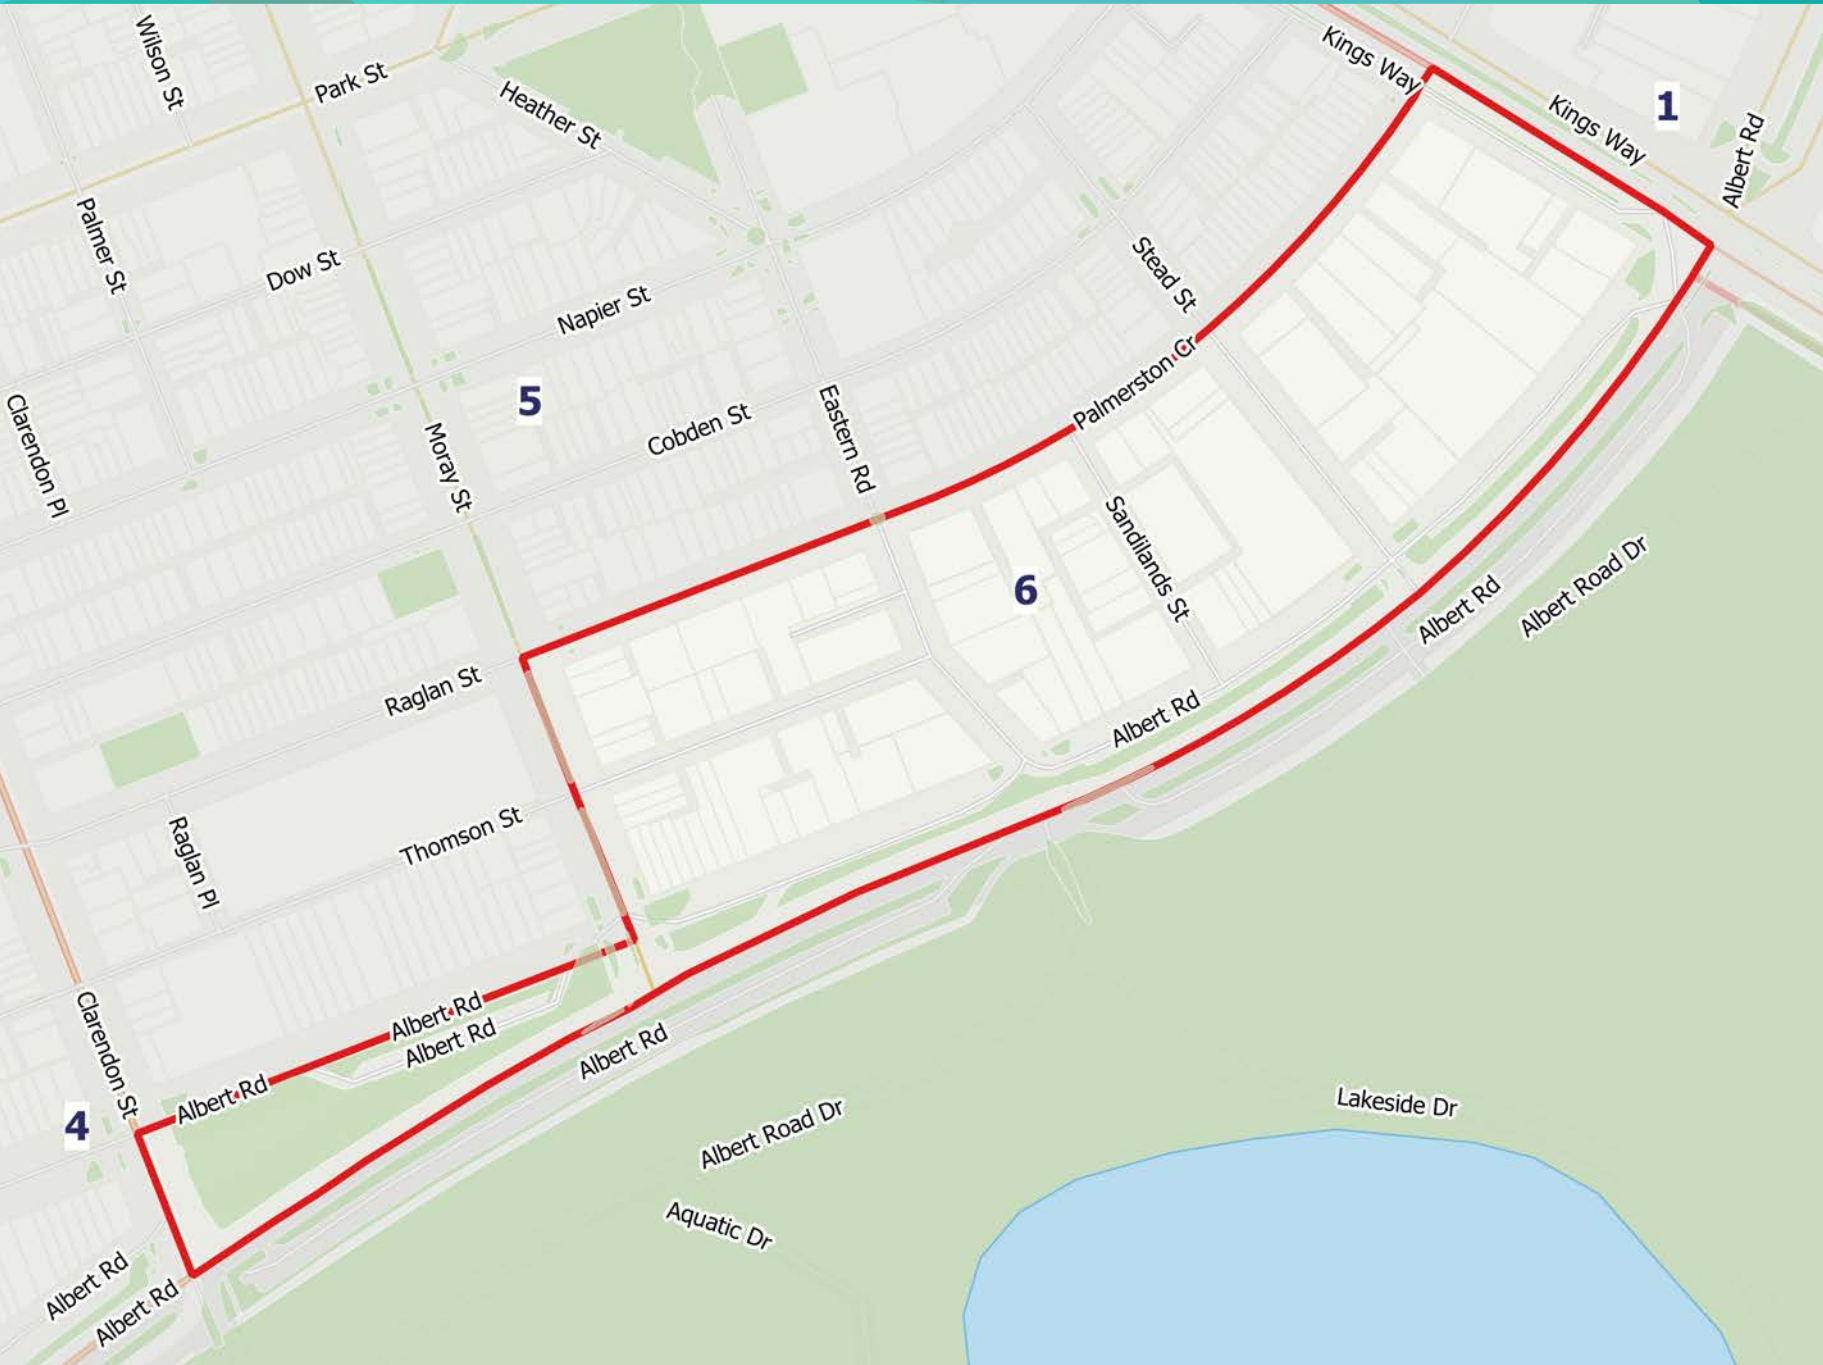 Wilson St
Park St
Heather St
Kings Way
Kings Way
1
Albert Rd
Palmer St
Dow St
Napier St
Stead St
Palmerston Cr
5
Clarendon Pl
Moray St
Cobden St
Eastern Rd
Sandilands St
6
Albert Rd
Albert Road Dr
Raglan St
Albert Rd
Thomson St
Raglan Pl
Clarendon St
Albert Rd
Albert Rd
Albert Rd
Albert Rd
4
Albert Road Dr
Lakeside Dr
Aquatic Dr
Albert Rd
Albert Rd